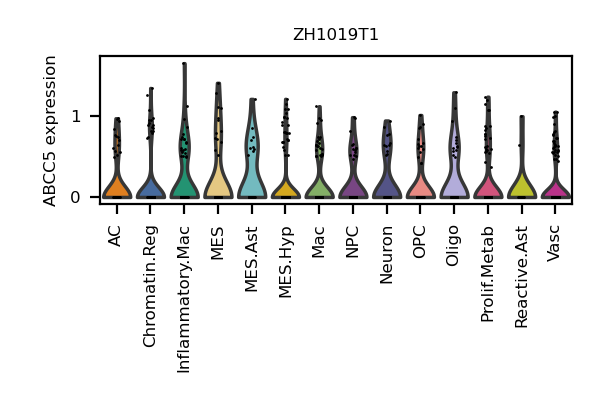 ZH1019T1
ABCC5 expression
1
0
AC
Chromatin.Reg
Inflammatory.Mac
MES
MES.Ast
MES.Hyp
Mac
NPC
Neuron
OPC
Oligo
Prolif.Metab
Reactive.Ast
Vasc